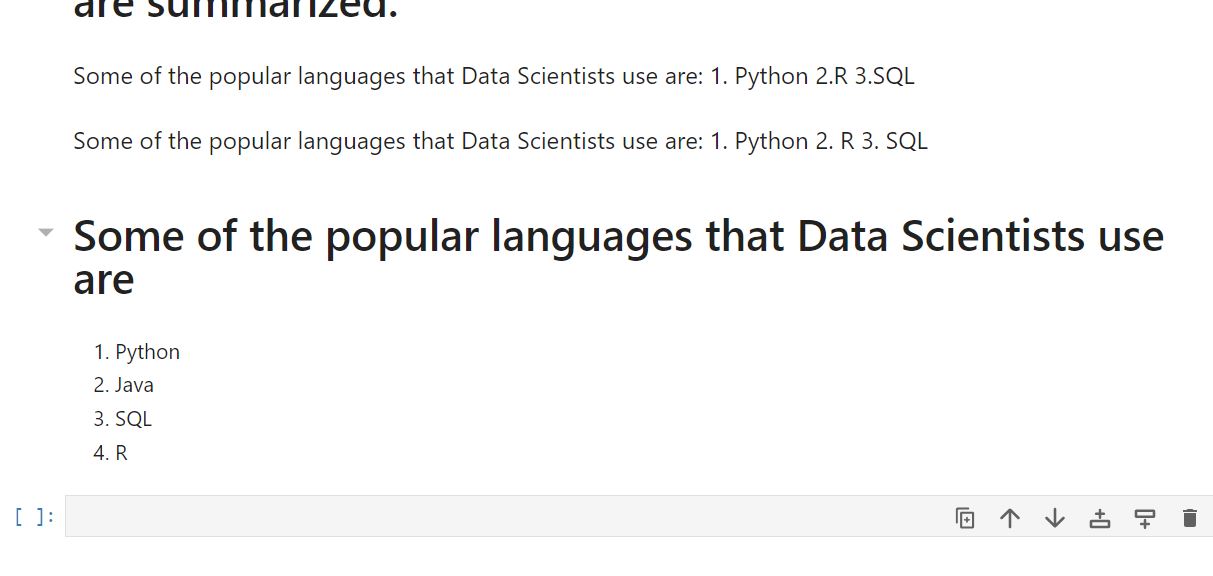 are summarized.
Some of the popular languages that Data Scientists use are: 1. Python 2.R 3.SQL
Some of the popular languages that Data Scientists use are: 1. Python 2. R 3. SQL
Some of the popular languages that Data Scientists use
are
1. Python
2. Java
3. SQL
4. R
[ ]: